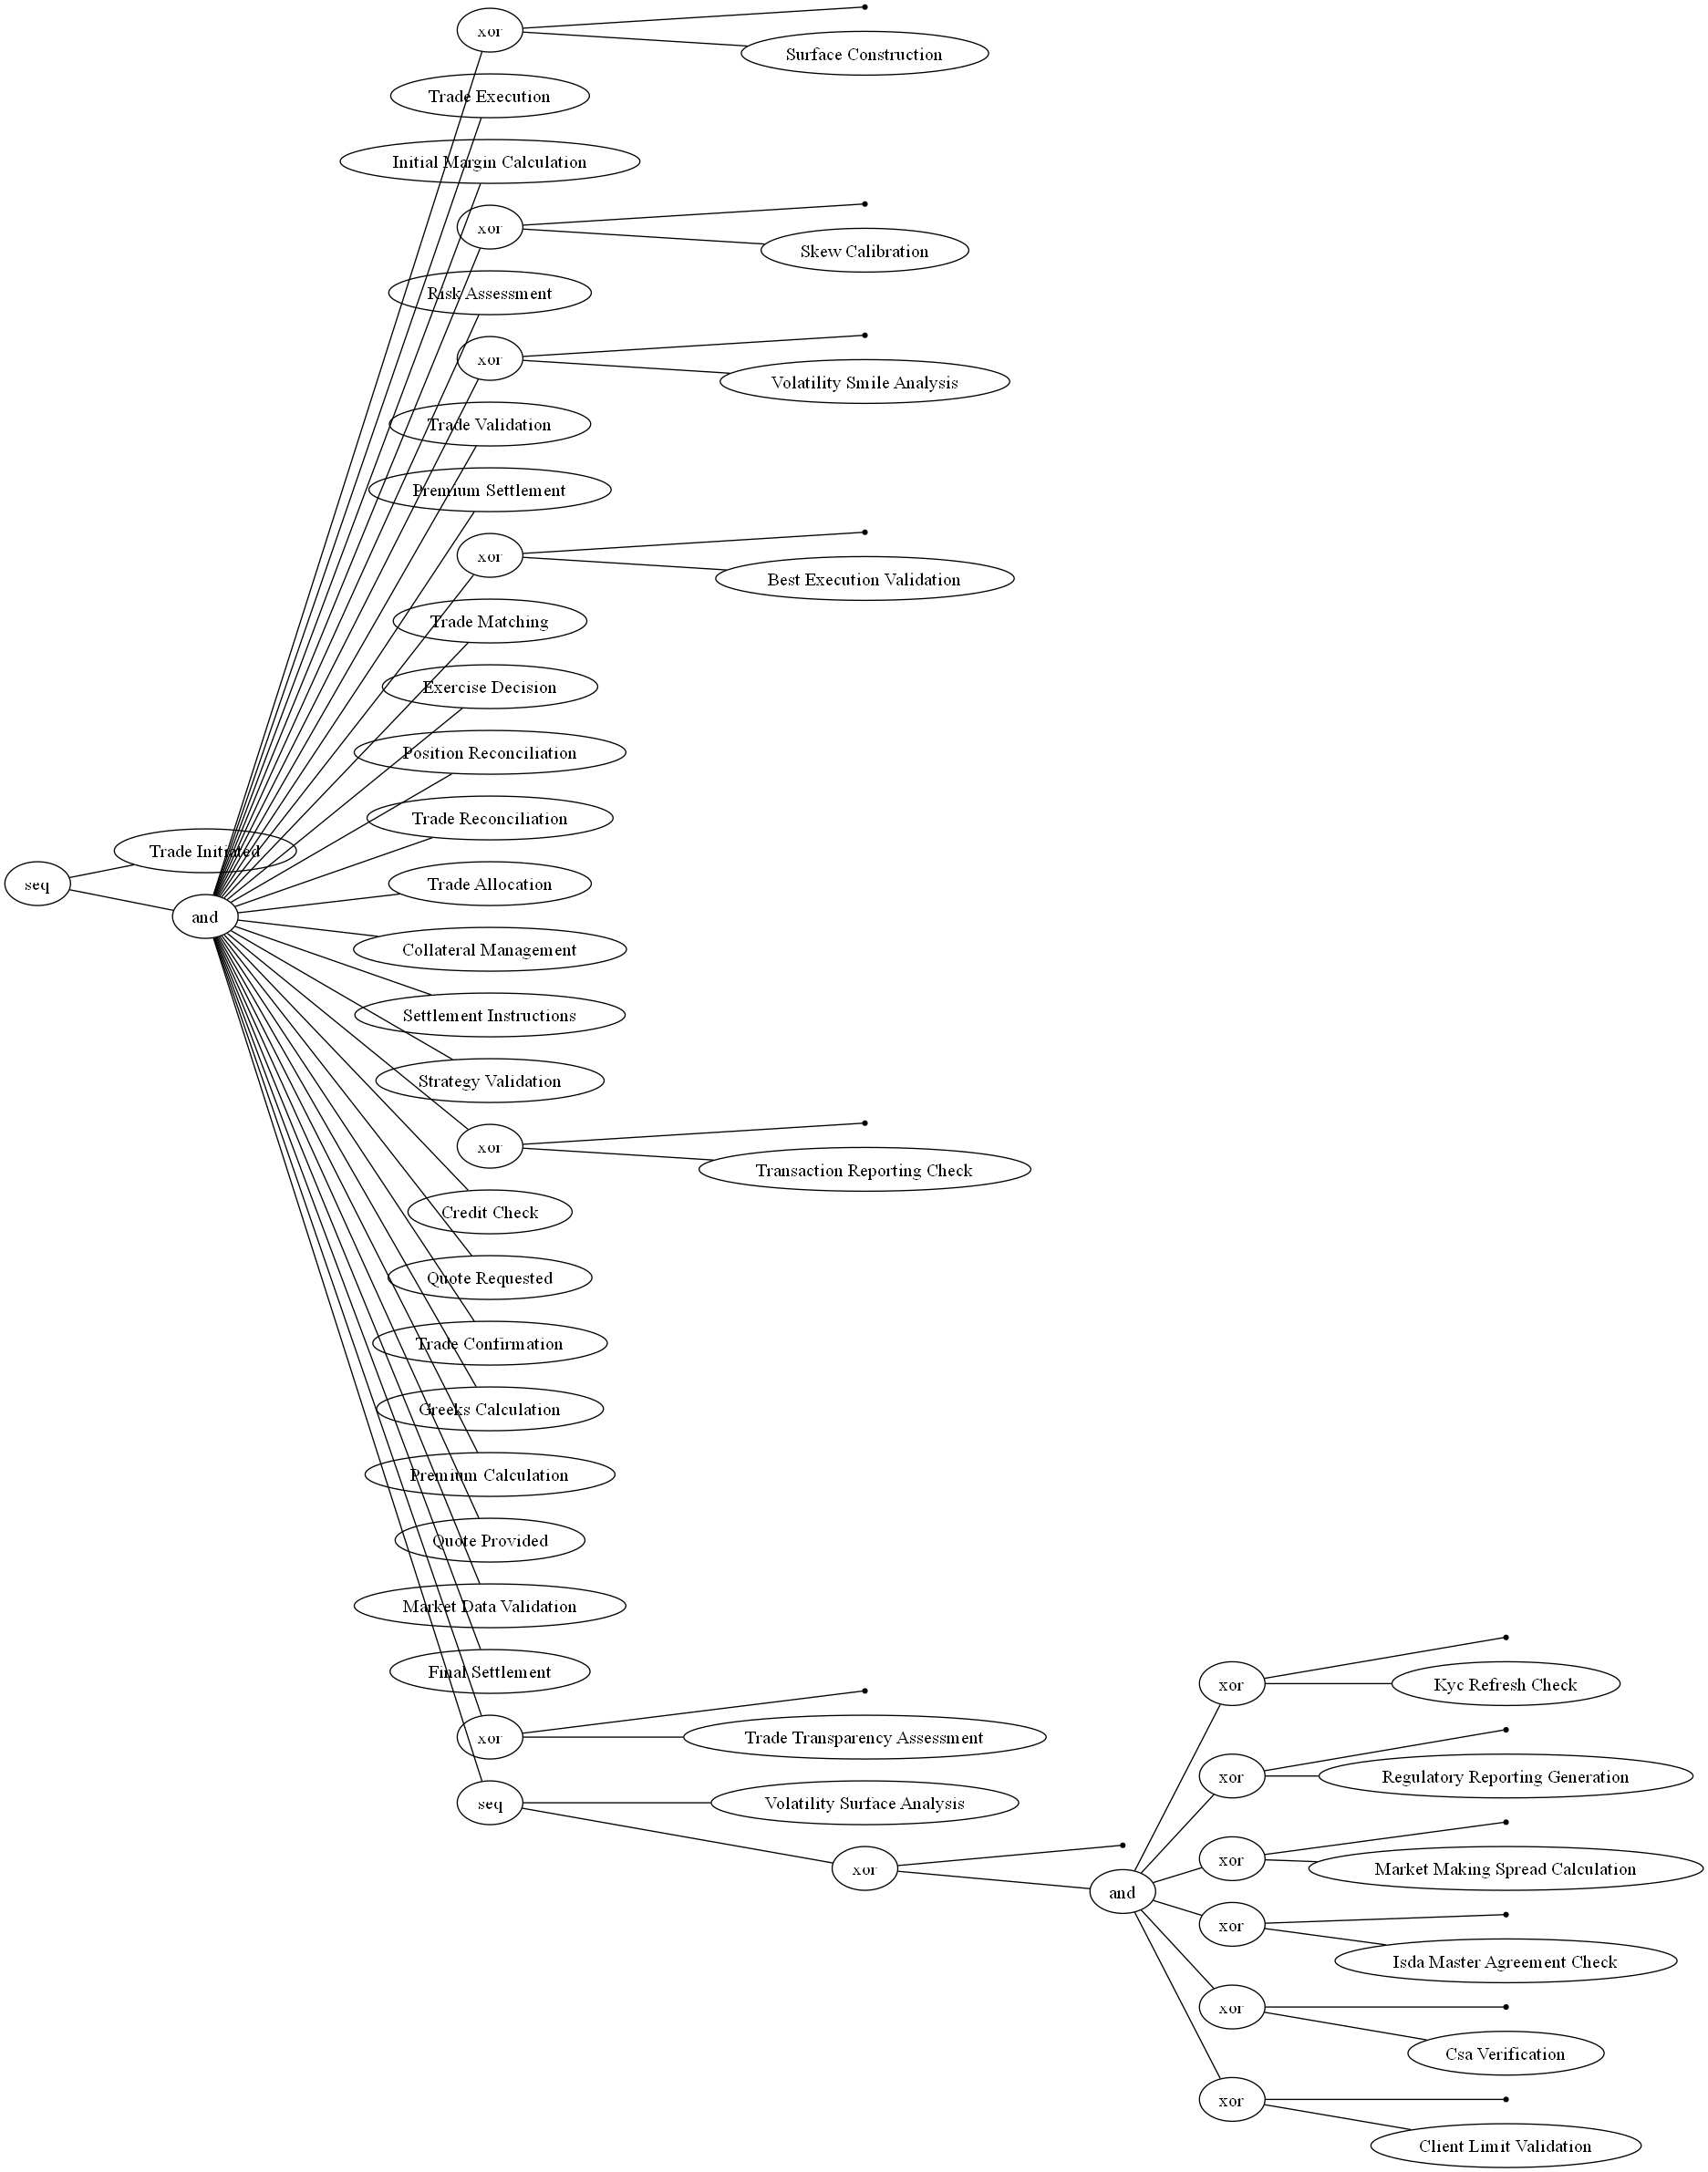 xor
Surface Construction
Trade Execution
Initial Margin Calculation
xor
Skew Calibration
Risk Assessment
xor
Volatility Smile Analysis
Trade Validation
Premium Settlement
xor
Best Execution Validation
Trade Matching
Exercise Decision
Position Reconciliation
Trade Reconciliation
Trade Initiated
seq
Trade Allocation
and
Collateral Management
Settlement Instructions
Strategy Validation
xor
Transaction Reporting Check
Credit Check
Quote Requested
Trade Confirmation
Greeks Calculation
Premium Calculation
Quote Provided
Market Data Validation
Final Settlement
xor
Kyc Refresh Check
xor
Trade Transparency Assessment
xor
Regulatory Reporting Generation
seq
Volatility Surface Analysis
xor
Market Making Spread Calculation
xor
and
xor
Isda Master Agreement Check
xor
Csa Verification
xor
Client Limit Validation